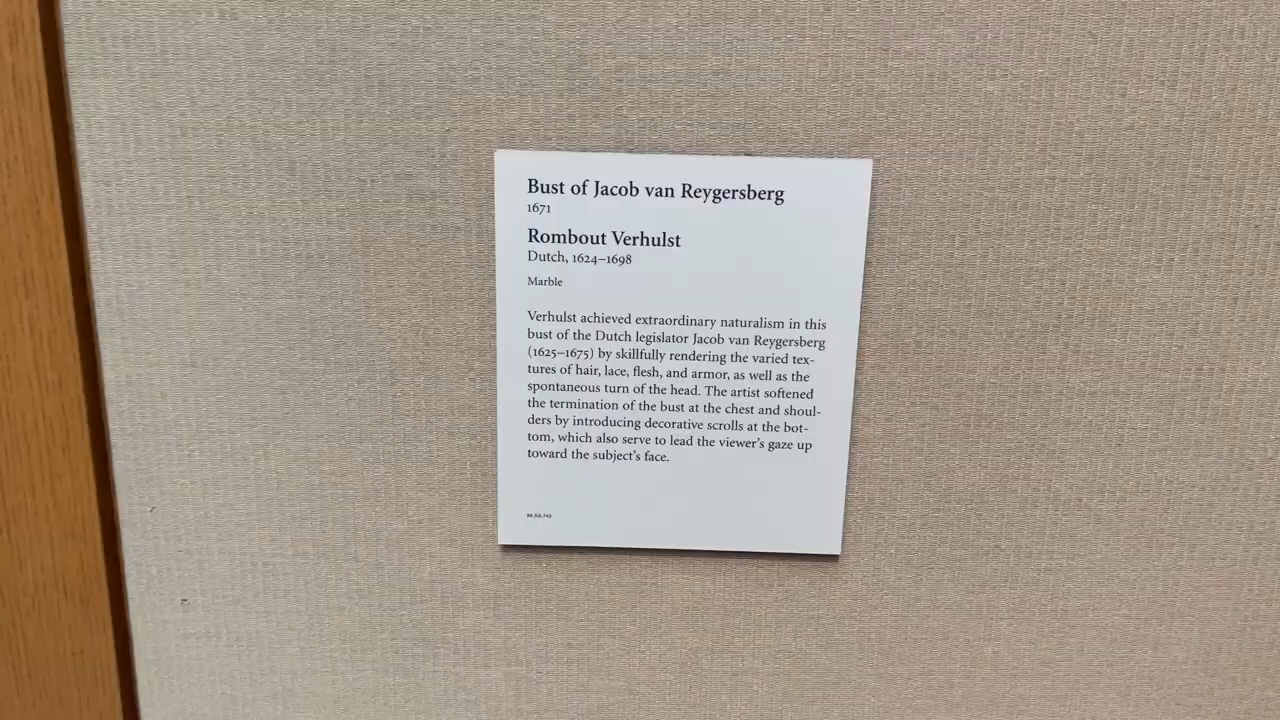 Bust of Jacob van Reygersberg
1671
Rombout Verhulst
Dutch, 1624–1698
Marble
Verhulst achieved extraordinary naturalism in this
bust of the Dutch legislator Jacob van Reygersberg
(1625–1675) by skillfully rendering the varied tex-
tures of hair, lace, flesh, and armor, as well as the
spontaneous turn of the head. The artist softened
the termination of the bust at the chest and shoul-
ders by introducing decorative scrolls at the bot-
tom, which also serve to lead the viewer’s gaze up
toward the subject’s face.